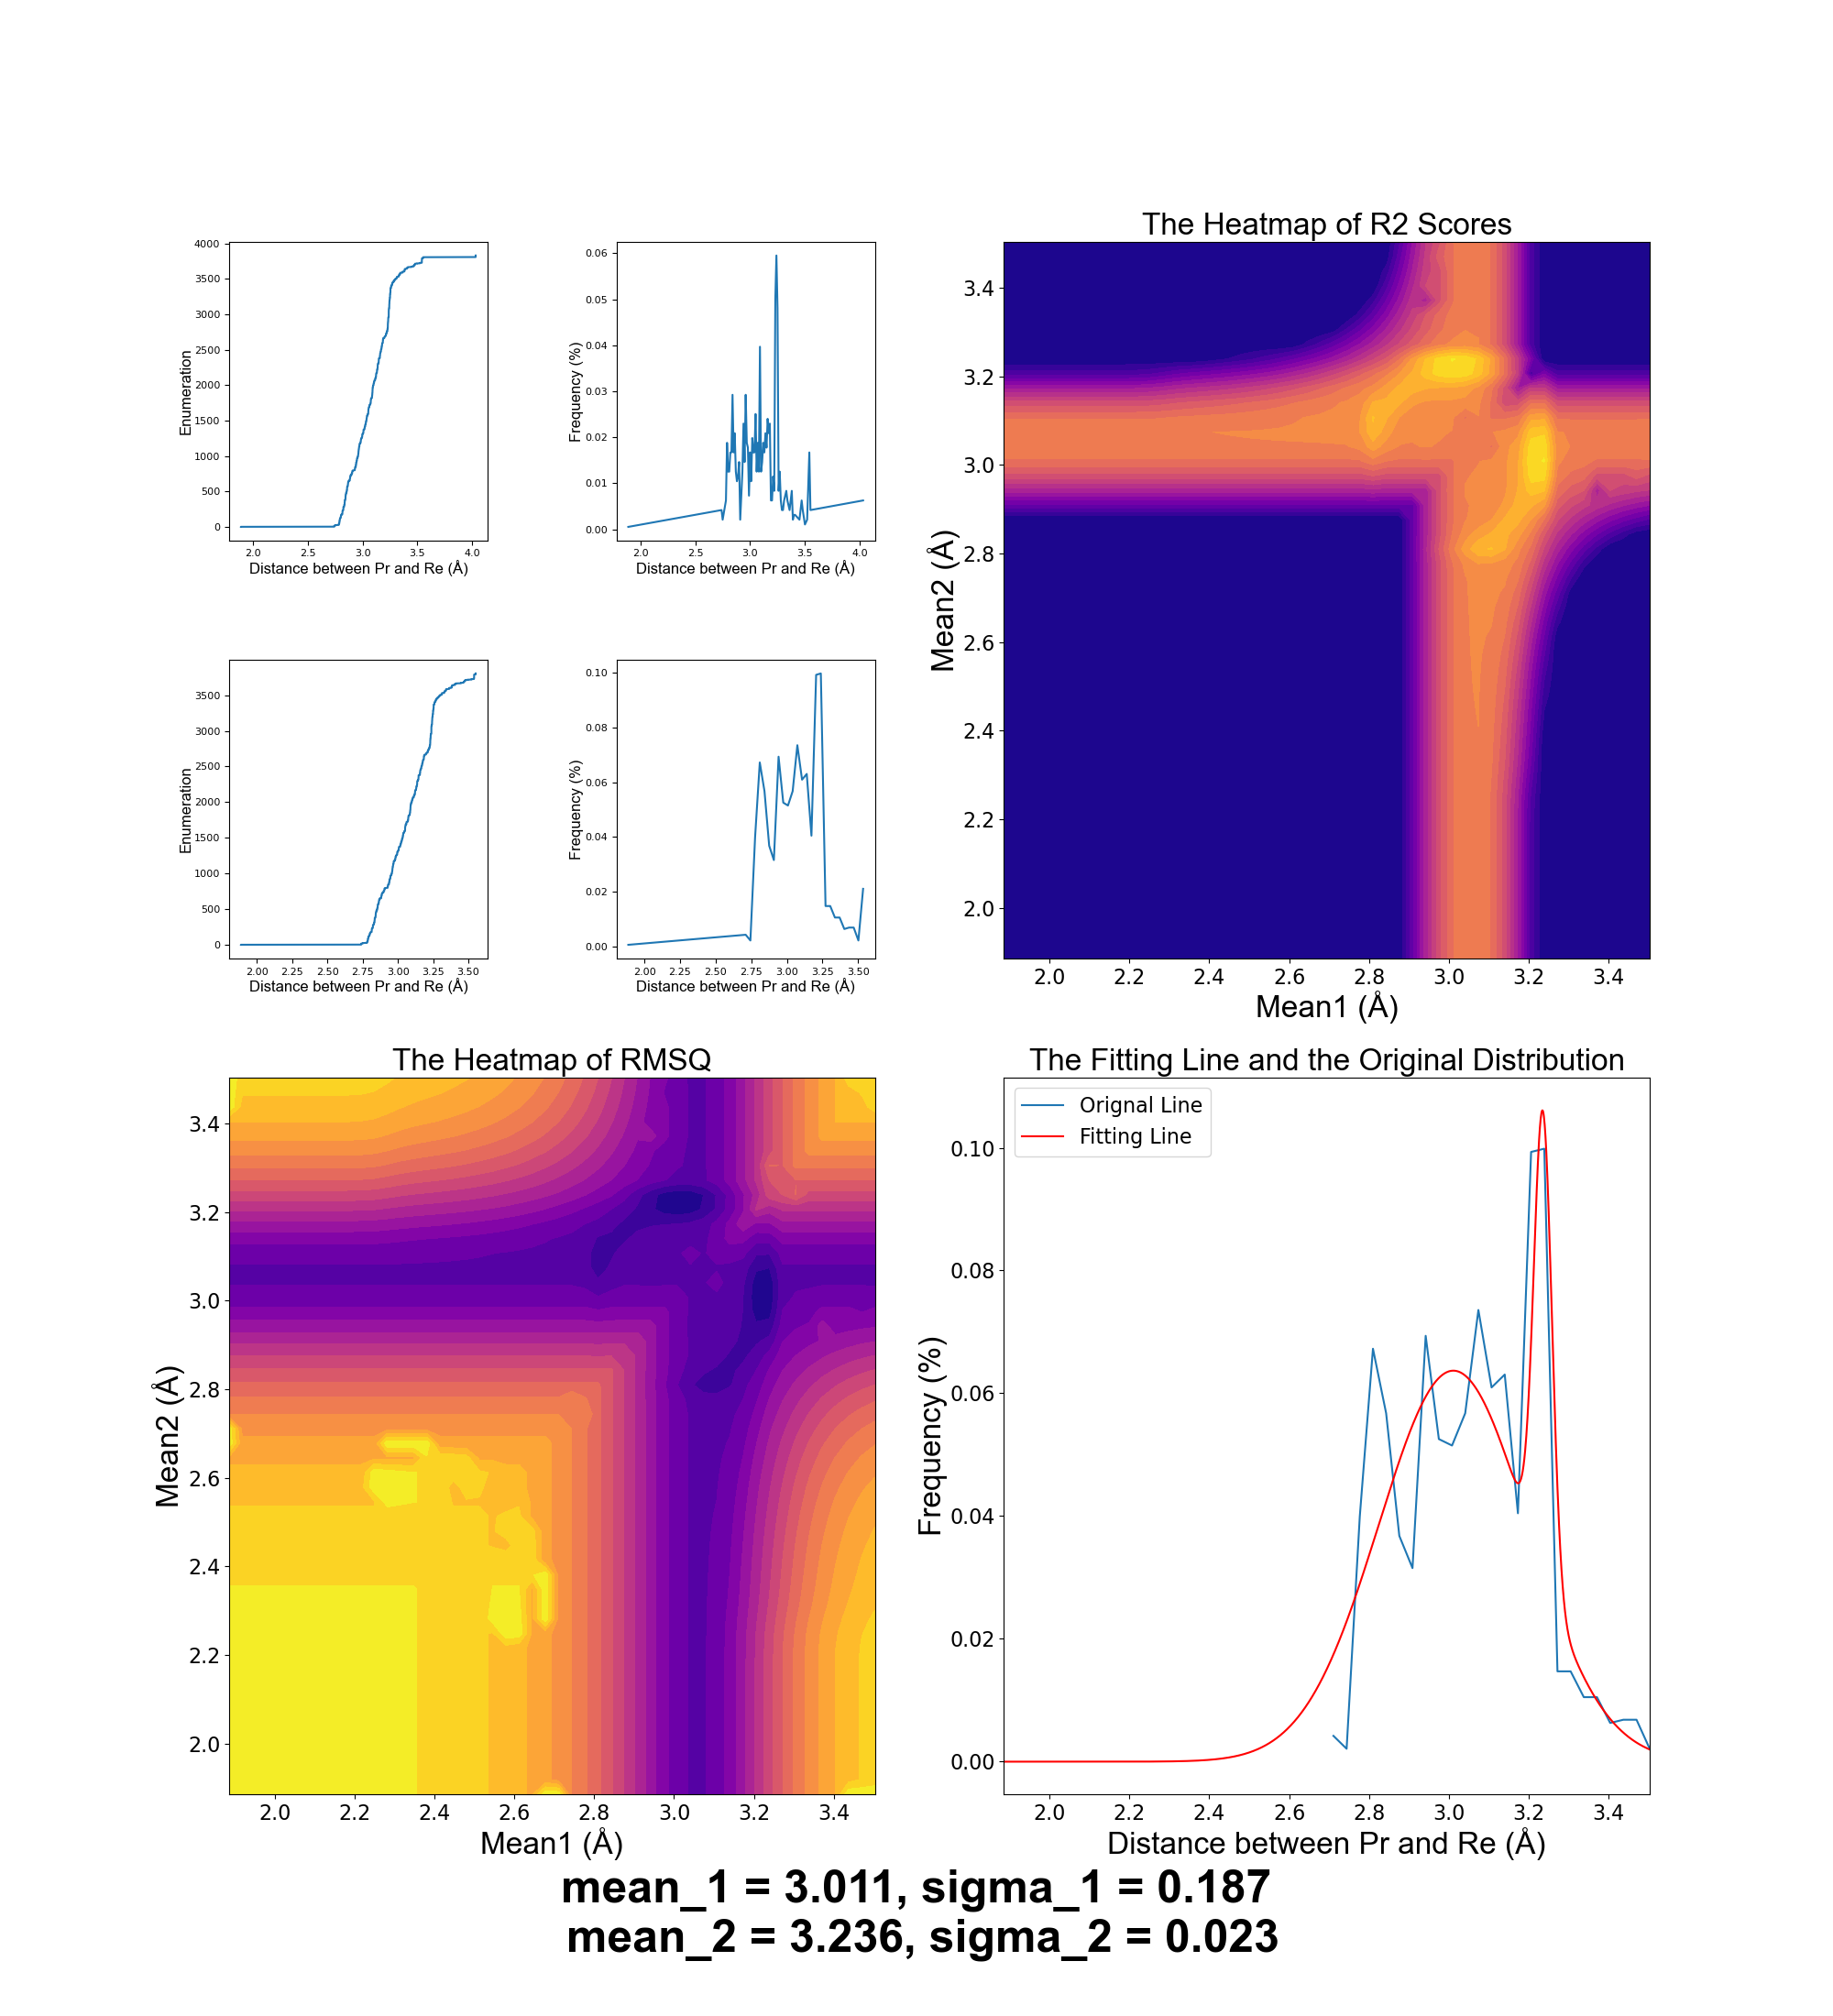 4000
3500
3000
2500
2000
1500
1000
500
0
Enumeration
2.0 2.5 3.0 3.5 4.0
Distance between Pr and Re (Å)
0.06
0.05
0.04
0.03
0.02
0.01
0.00
Frequency (%)
2.0 2.5 3.0 3.5 4.0
Distance between Pr and Re (Å)
3500
3000
2500
2000
1500
1000
500
0
Enumeration
2.00 2.25 2.50 2.75 3.00 3.25 3.50
Distance between Pr and Re (Å)
0.10
0.08
0.06
0.04
0.02
0.00
Frequency (%)
2.00 2.25 2.50 2.75 3.00 3.25 3.50
Distance between Pr and Re (Å)
The Heatmap of R2 Scores
3.4
3.2
3.0
2.8
2.6
2.4
2.2
2.0
Mean2 (Å)
2.0 2.2 2.4 2.6 2.8 3.0 3.2 3.4
Mean1 (Å)
The Heatmap of RMSQ
3.4
3.2
3.0
2.8
2.6
2.4
2.2
2.0
Mean2 (Å)
2.0 2.2 2.4 2.6 2.8 3.0 3.2 3.4
Mean1 (Å)
The Fitting Line and the Original Distribution
Orignal Line
Fitting Line
0.10
0.08
0.06
0.04
0.02
0.00
Frequency (%)
2.0 2.2 2.4 2.6 2.8 3.0 3.2 3.4
Distance between Pr and Re (Å)
mean_1 = 3.011, sigma_1 = 0.187
mean_2 = 3.236, sigma_2 = 0.023